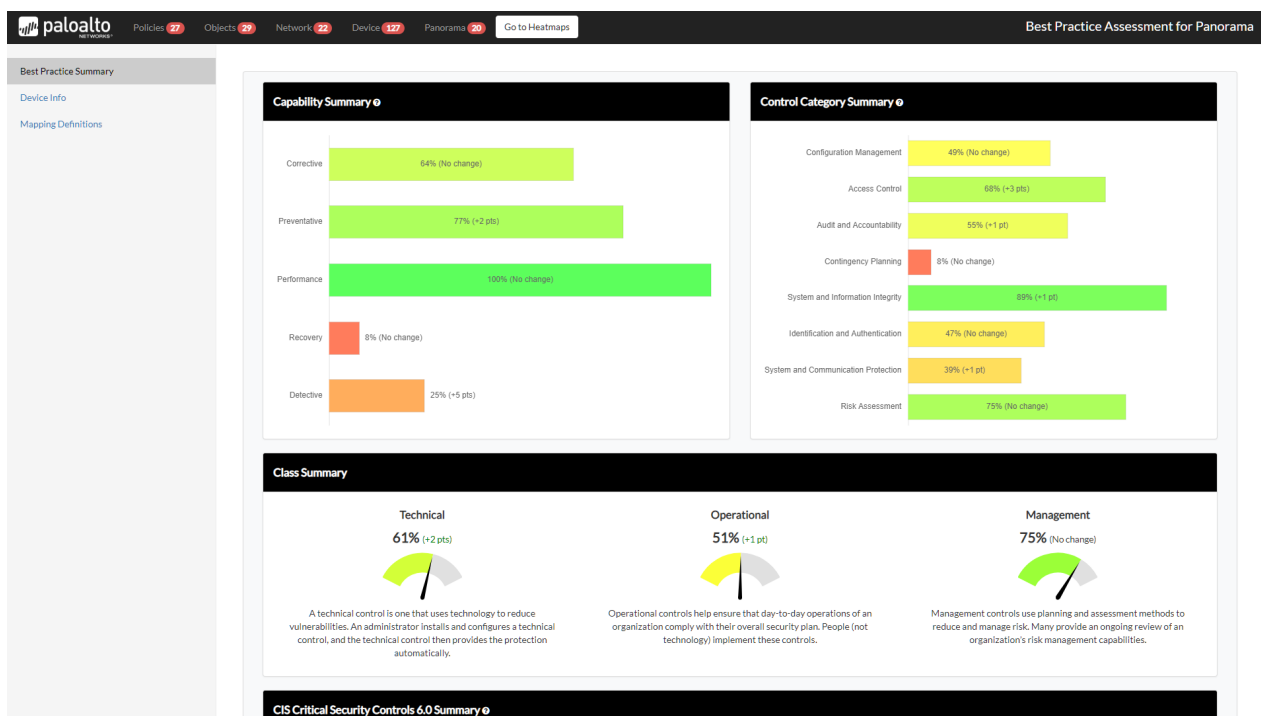 paloalto
NETWORKS
Policies 27
Objects 29
Network 22
Device 127
Panorama 20
Go to Heatmaps
Best Practice Assessment for Panorama
Best Practice Summary
Device Info
Mapping Definitions
Capability Summary
Corrective
64% (No change)
Preventative
77% (+2 pts)
Performance
100% (No change)
Recovery
8% (No change)
Detective
25% (+5 pts)
Control Category Summary
Configuration Management
49% (No change)
Access Control
68% (+3 pts)
Audit and Accountability
55% (+1 pt)
Contingency Planning
8% (No change)
System and Information Integrity
89% (+1 pt)
Identification and Authentication
47% (No change)
System and Communication Protection
39% (+1 pt)
Risk Assessment
75% (No change)
Class Summary
Technical
61% (+2 pts)
A technical control is one that uses technology to reduce
vulnerabilities. An administrator installs and configures a technical
control, and the technical control then provides the protection
automatically.
Operational
51% (+1 pt)
Operational controls help ensure that day-to-day operations of an
organization comply with their overall security plan. People (not
technology) implement these controls.
Management
75% (No change)
Management controls use planning and assessment methods to
reduce and manage risk. Many provide an ongoing review of an
organization's risk management capabilities.
CIS Critical Security Controls 6.0 Summary